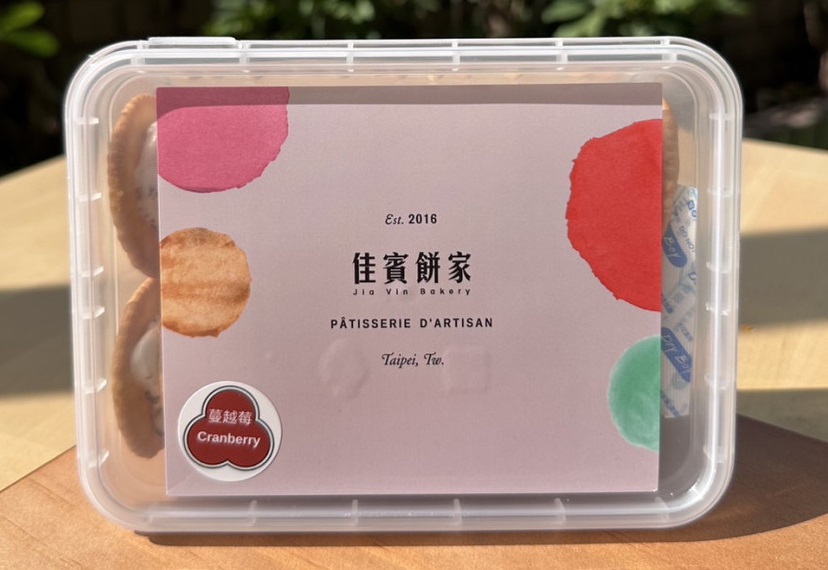 Est. 2016
佳賓餅家
Jia Vin Bakery
PÂTISSERIE D'ARTISAN
Taipei, Tw.
蔓越莓
Cranberry